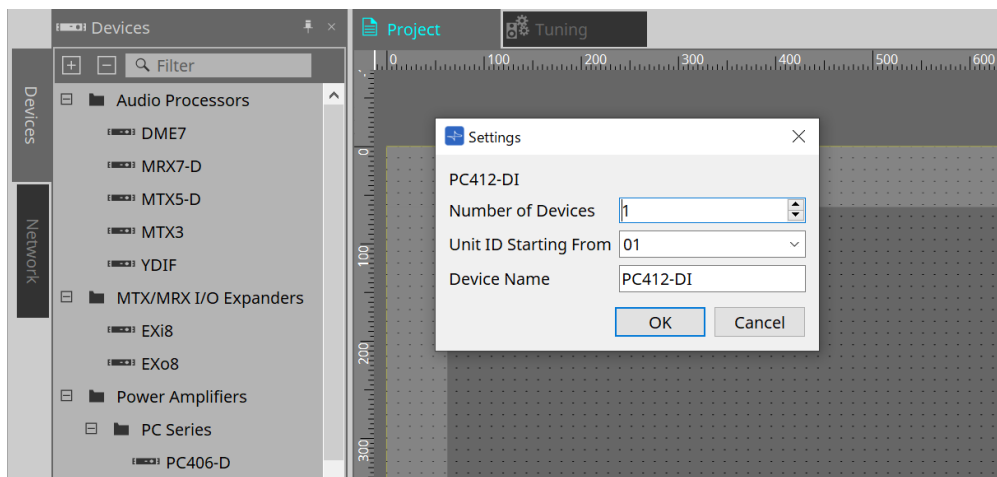 Devices
Project
Tuning
Filter
Devices
Network
Audio Processors
DME7
MRX7-D
MTX5-D
MTX3
YDIF
MTX/MRX I/O Expanders
EXi8
EXo8
Power Amplifiers
PC Series
PC406-D
0 100 200 300 400 500 600
0
100
200
300
Settings
PC412-DI
Number of Devices 1
Unit ID Starting From 01
Device Name PC412-DI
OK Cancel